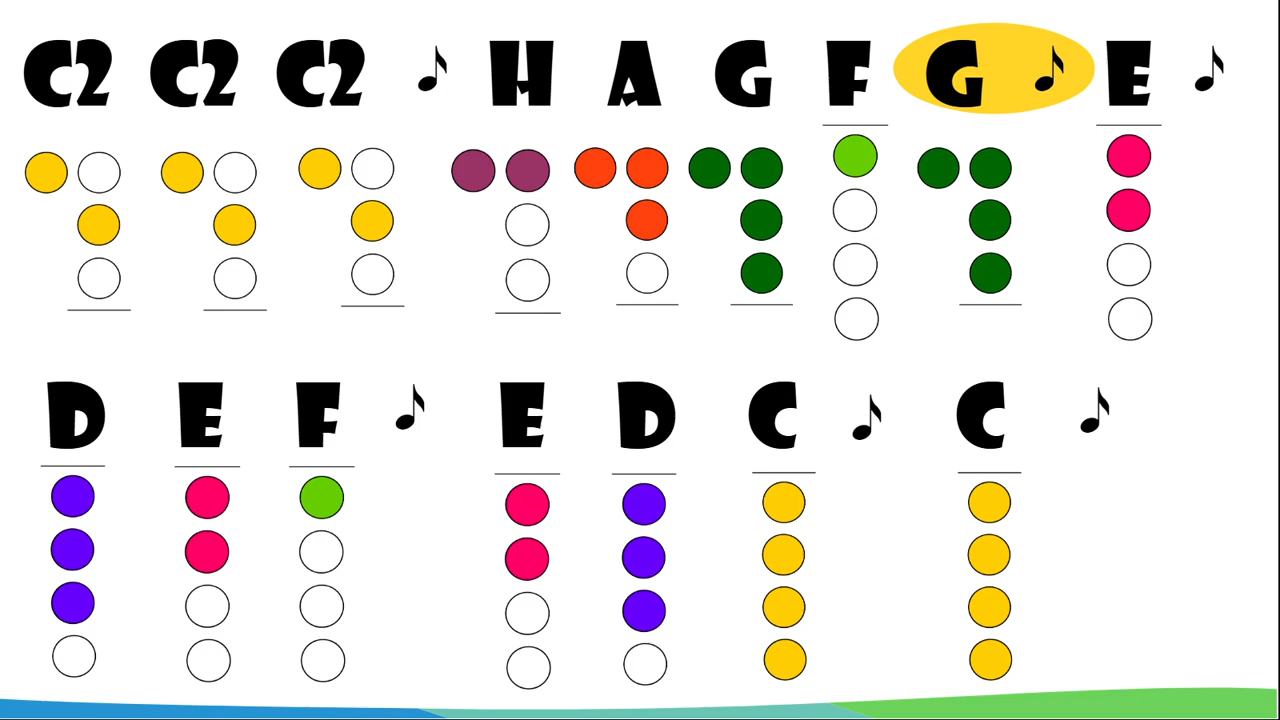 C2 C2 C2 ♪ H A G F G ♪ E ♪
D E F ♪ E D C ♪ C ♪